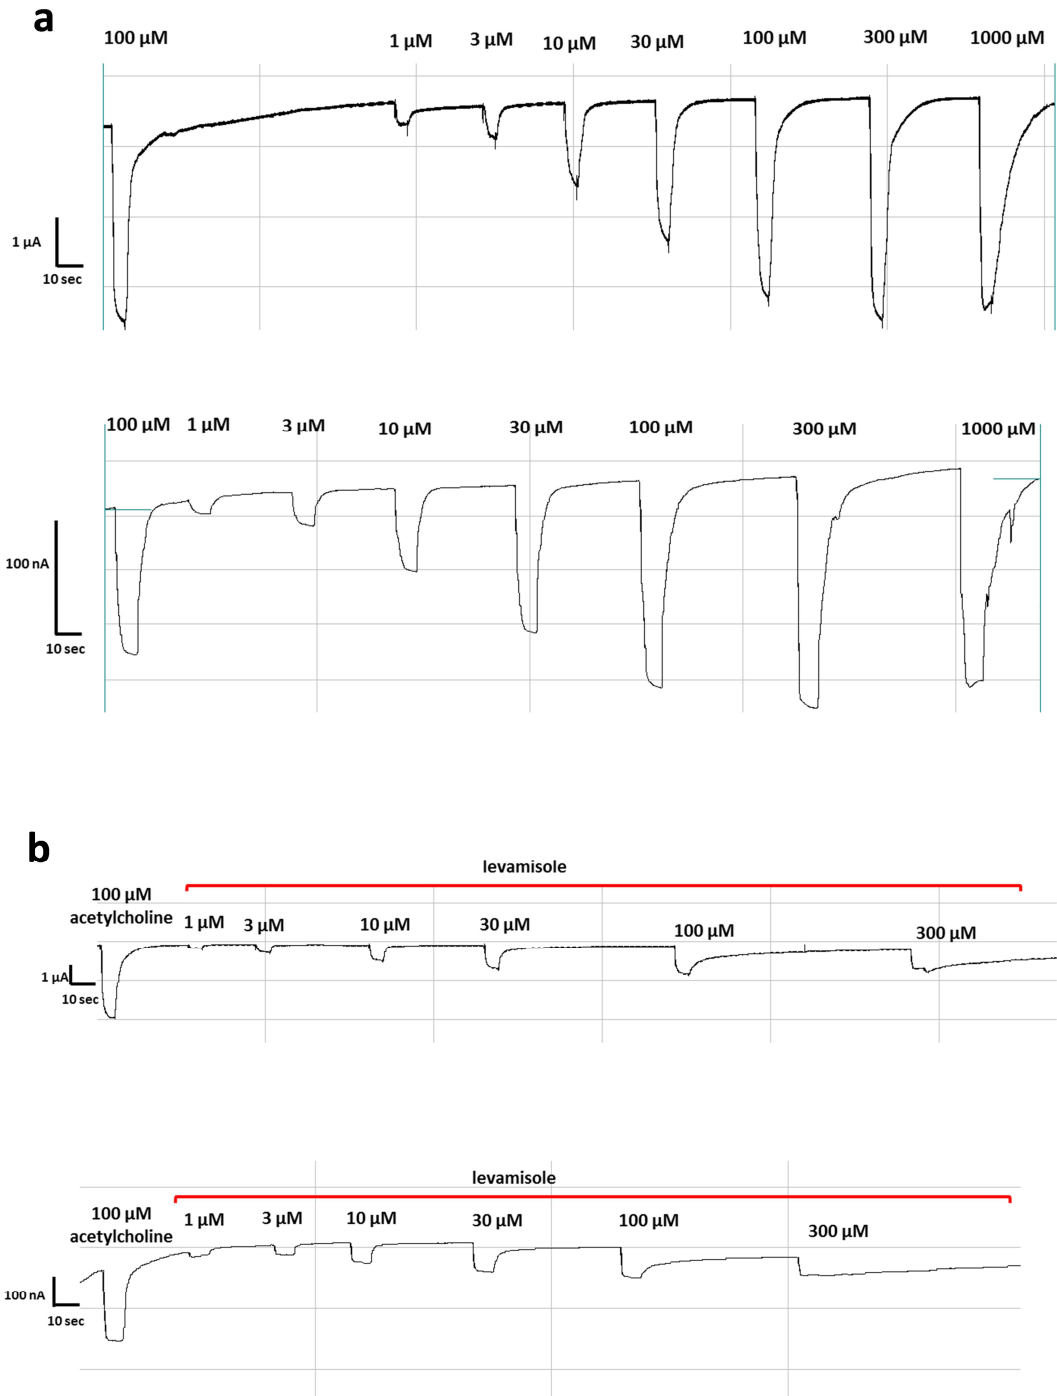 a
100 µM 1 µM 3 µM 10 µM 30 µM 100 µM 300 µM 1000 µM
1 µA
10 sec
100 µM 1 µM 3 µM 10 µM 30 µM 100 µM 300 µM 1000 µM
100 nA
10 sec
b
levamisole
100 µM
acetylcholine 1 µM 3 µM 10 µM 30 µM 100 µM 300 µM
1 µA
10 sec
levamisole
100 µM
acetylcholine 1 µM 3 µM 10 µM 30 µM 100 µM 300 µM
100 nA
10 sec